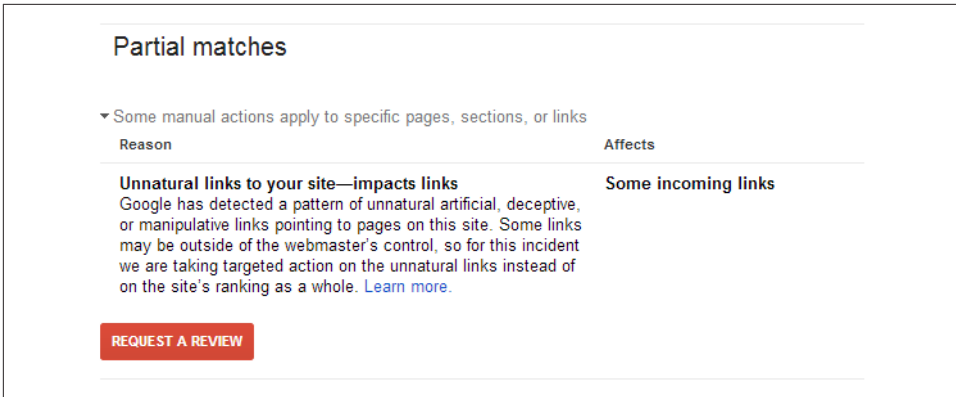 Partial matches
Some manual actions apply to specific pages, sections, or links
Reason Affects
Unnatural links to your site—impacts links Some incoming links
Google has detected a pattern of unnatural artificial, deceptive,
or manipulative links pointing to pages on this site. Some links
may be outside of the webmaster's control, so for this incident
we are taking targeted action on the unnatural links instead of
on the site's ranking as a whole. Learn more.
REQUEST A REVIEW